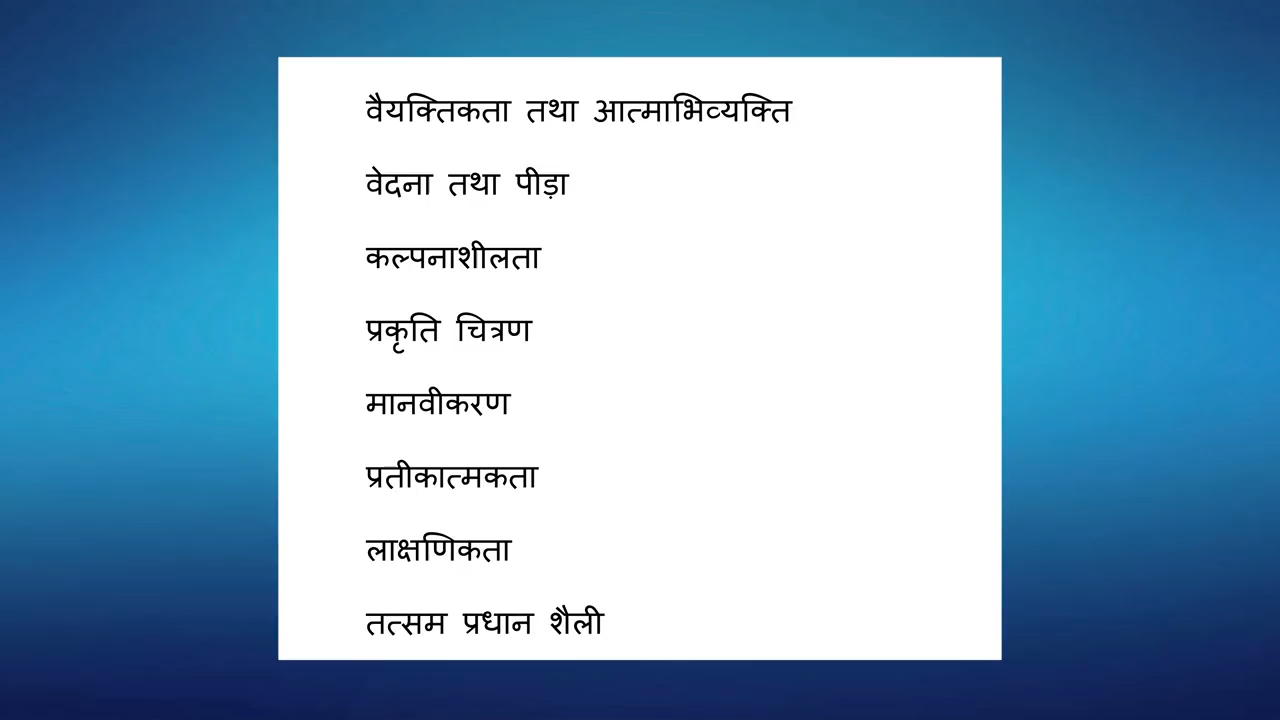 वैयक्तिकता तथा आत्माभिव्यक्ति
वेदना तथा पीड़ा
कल्पनाशीलता
प्रकृति चित्रण
मानवीकरण
प्रतीकात्मकता
लाक्षणिकता
तत्सम प्रधान शैली